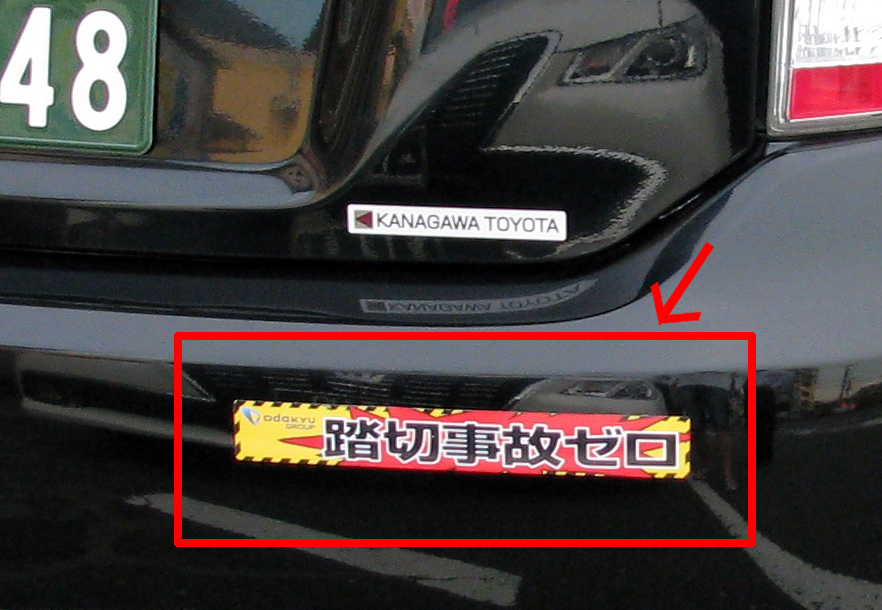 48
KANAGAWA TOYOTA
odakyu
GROUP
踏切事故ゼロ